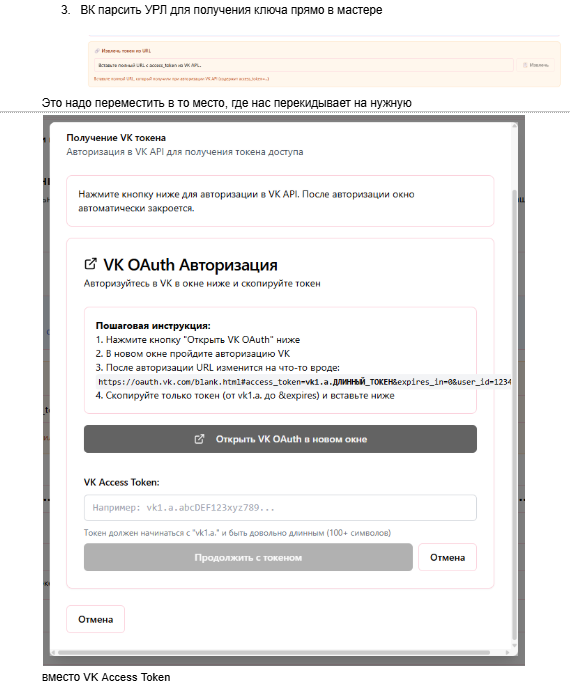 3. ВК парсить УРЛ для получения ключа прямо в мастере
Извлечь токен из URL
Вставьте полный URL с access_token из VK API...
Извлечь
Вставьте полный URL, который получили при авторизации VK API (содержит access_token=...)
Это надо переместить в то место, где нас перекидывает на нужную
Получение VK токена
Авторизация в VK API для получения токена доступа
Нажмите кнопку ниже для авторизации в VK API. После авторизации окно
автоматически закроется.
VK OAuth Авторизация
Авторизуйтесь в VK в окне ниже и скопируйте токен
Пошаговая инструкция:
1. Нажмите кнопку "Открыть VK OAuth" ниже
2. В новом окне пройдите авторизацию VK
3. После авторизации URL изменится на что-то вроде:
https://oauth.vk.com/blank.html#access_token=vk1.a.ДЛИННЫЙ_ТОКЕН&expires_in=0&user_id=1234
4. Скопируйте только токен (от vk1.a. до &expires) и вставьте ниже
Открыть VK OAuth в новом окне
VK Access Token:
Например: vk1.a.abcDEF123xyz789...
Токен должен начинаться с "vk1.a." и быть довольно длинным (100+ символов)
Продолжить с токеном
Отмена
Отмена
вместо VK Access Token